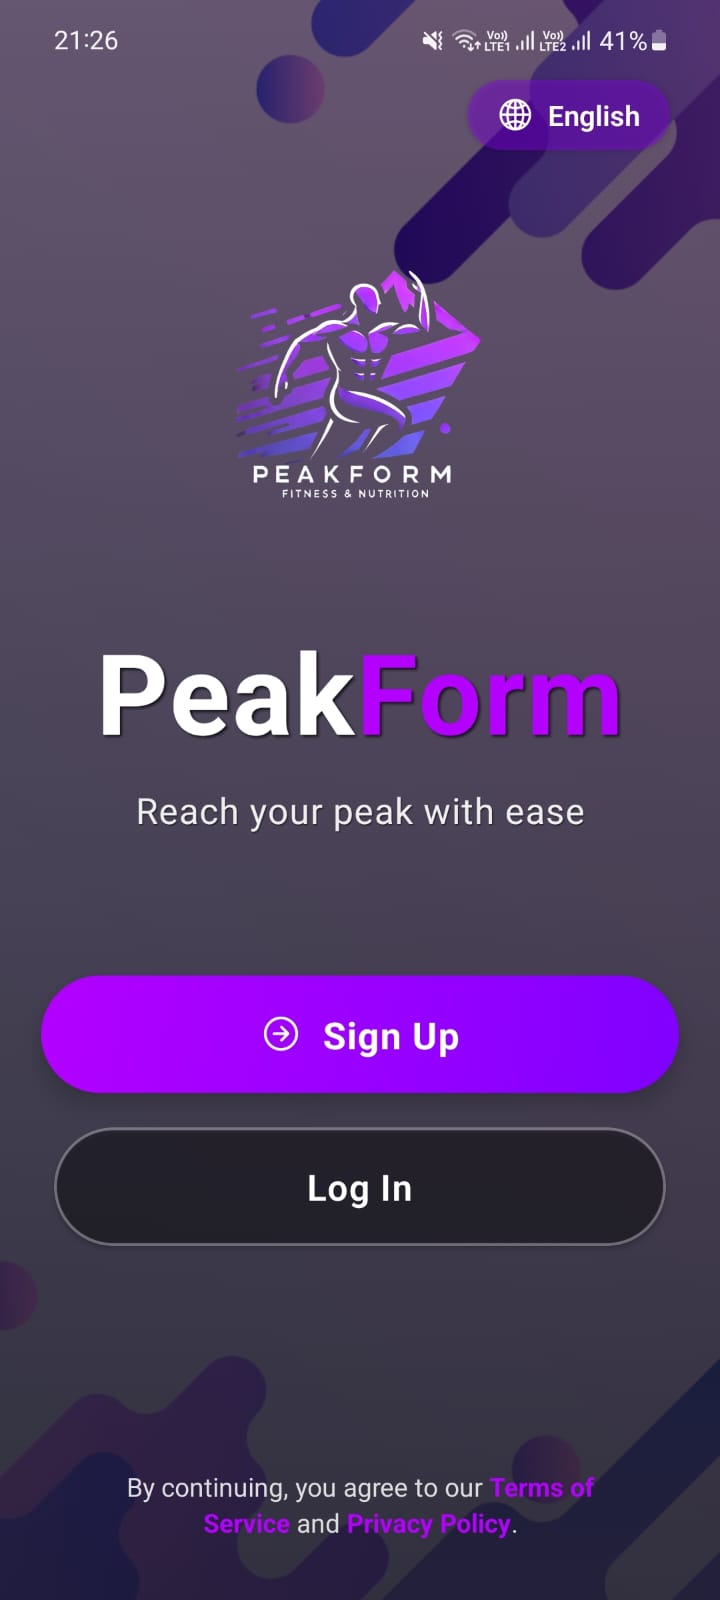 21:26
Vo)) LTE1 Vo)) LTE2 41%
English
PEAKFORM
FITNESS & NUTRITION
PeakForm
Reach your peak with ease
Sign Up
Log In
By continuing, you agree to our Terms of
Service and Privacy Policy.